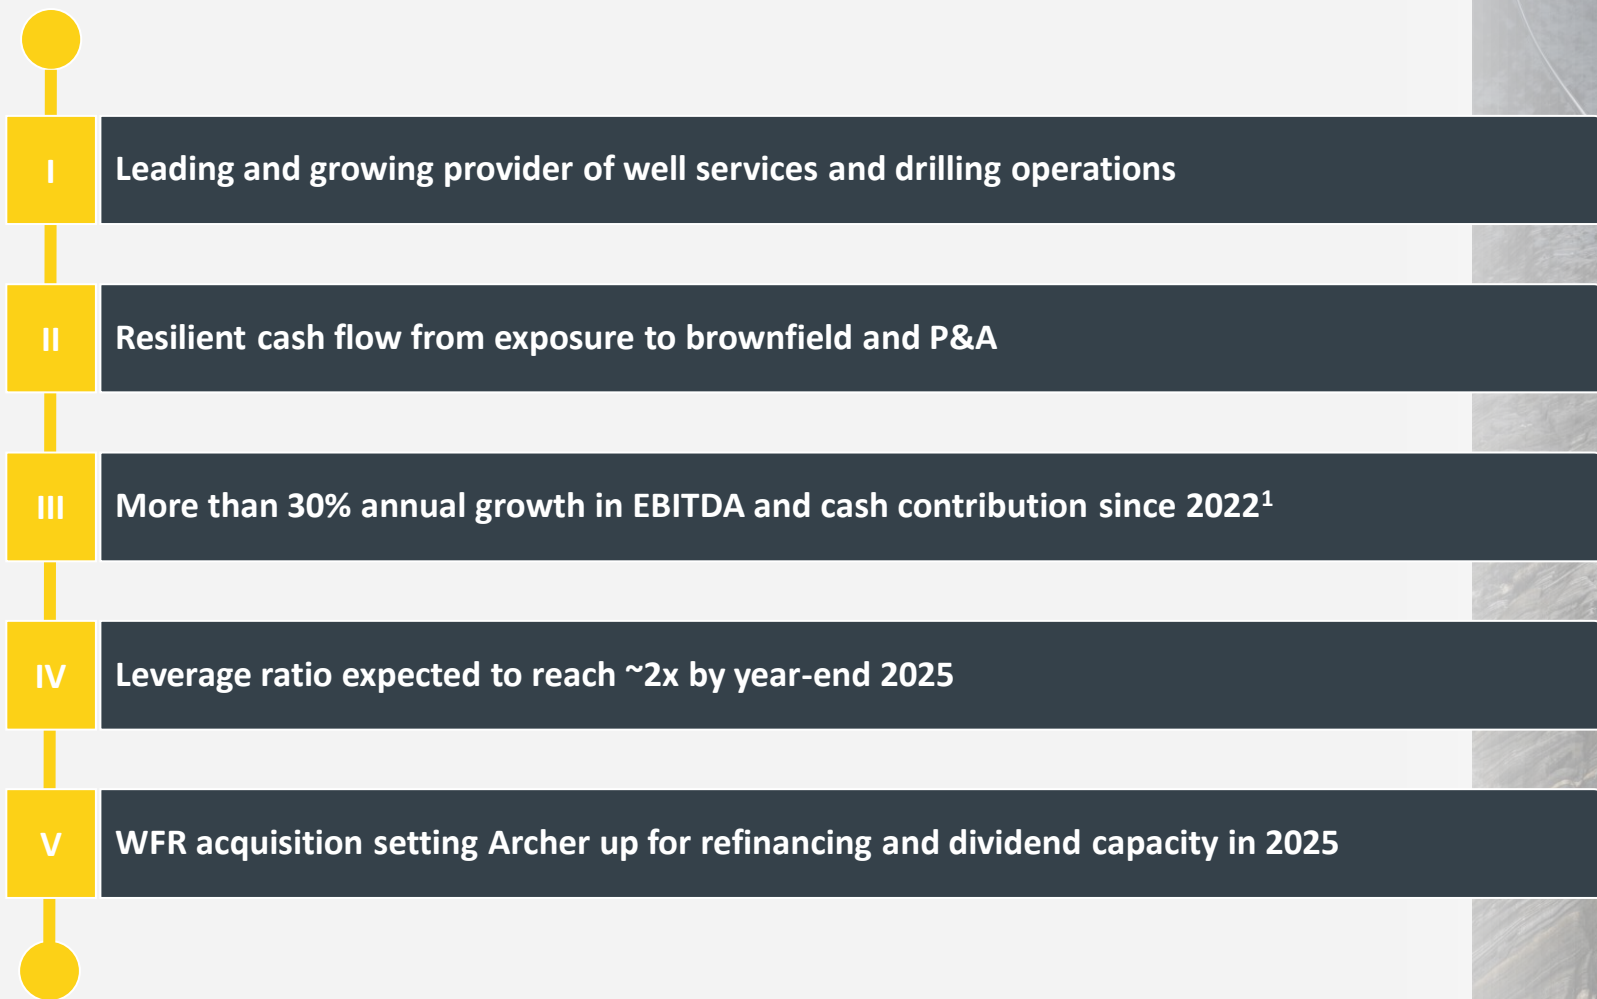 I
Leading and growing provider of well services and drilling operations
II
Resilient cash flow from exposure to brownfield and P&A
III
More than 30% annual growth in EBITDA and cash contribution since 2022¹
IV
Leverage ratio expected to reach ~2x by year-end 2025
V
WFR acquisition setting Archer up for refinancing and dividend capacity in 2025